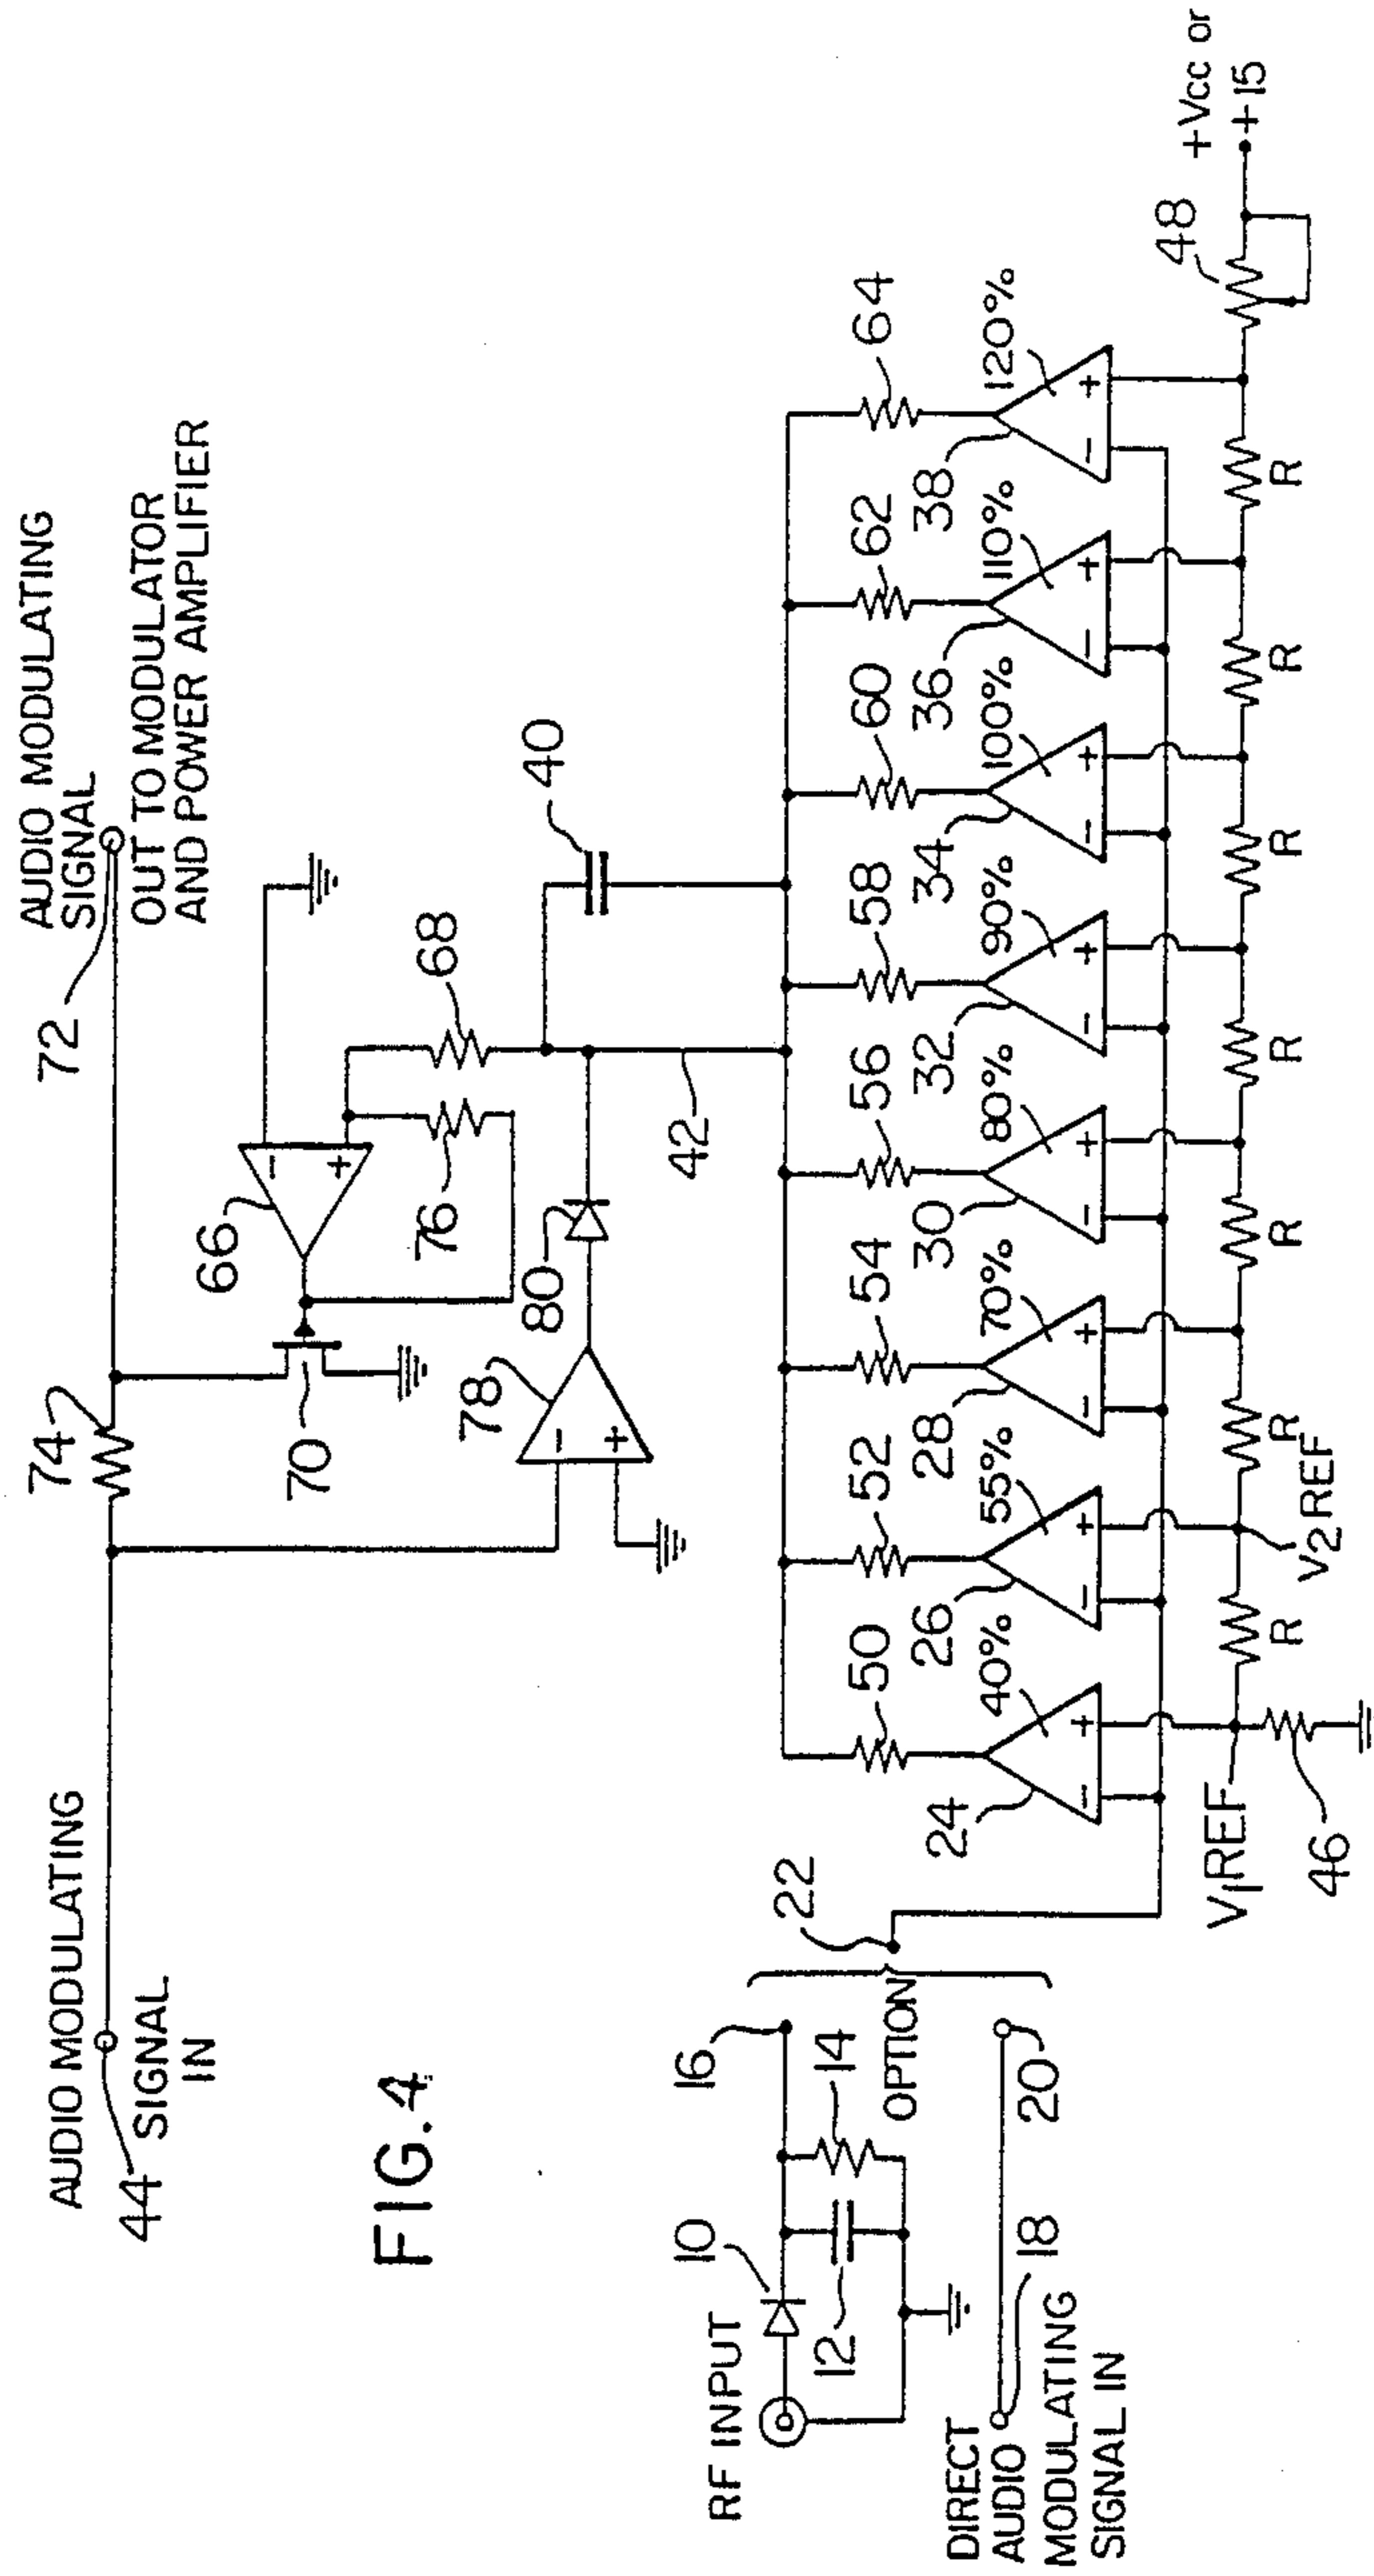 AUDIO MODULATING
SIGNAL
IN
44
74
AUDIO MODULATING
SIGNAL
72
OUT TO MODULATOR
AND POWER AMPLIFIER
66
70
76
68
78
80
40
42
FIG.4
RF INPUT
10
12
14
16
OPTION
22
DIRECT
AUDIO
MODULATING
SIGNAL IN
18
20
50
52
54
56
58
60
62
64
24
40%
26
55%
28
70%
30
80%
32
90%
34
100%
36
110%
38
120%
- +
- +
- +
- +
- +
- +
- +
- +
- +
- +
V1REF
46
R
V2REF
R
R
R
R
R
R
48
+Vcc or
+15